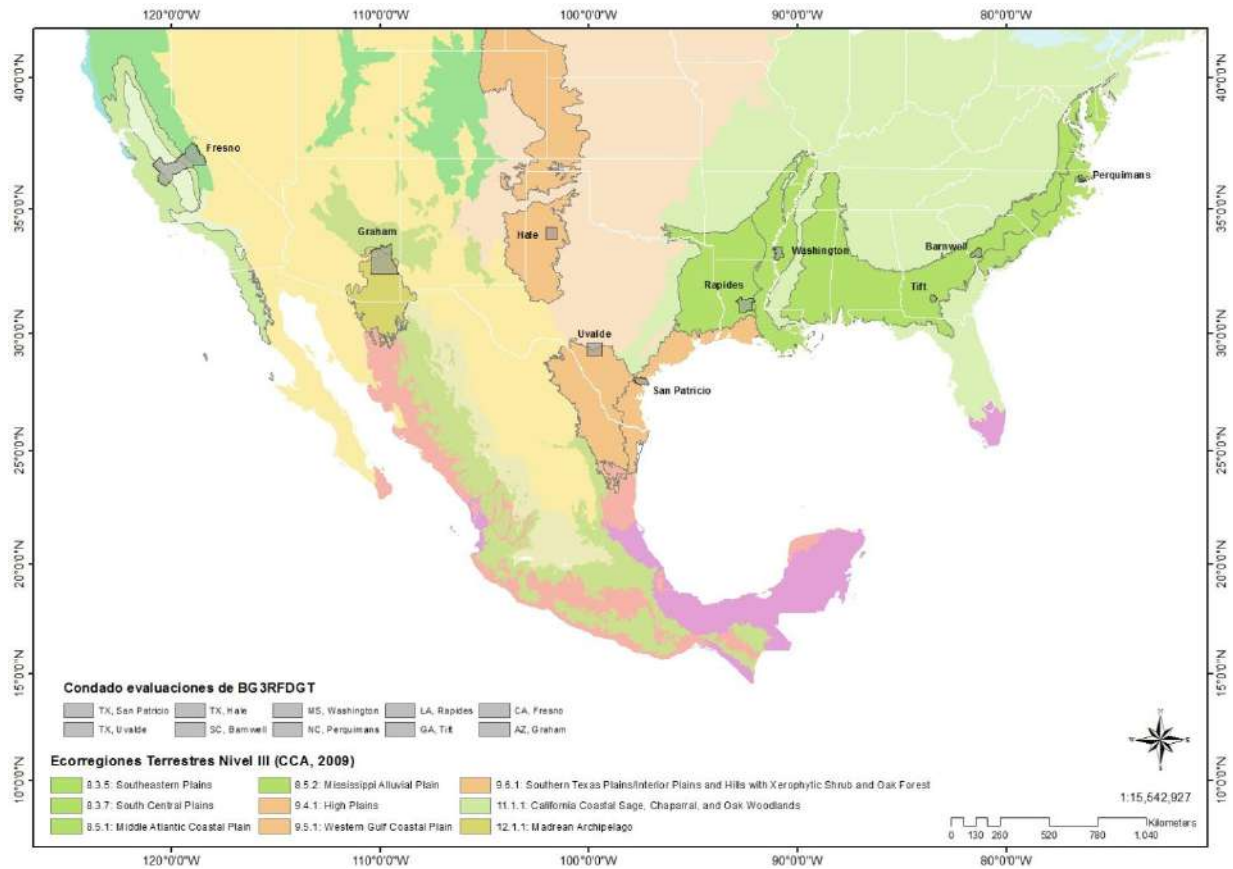 120°0'0"W 110°0'0"W 100°0'0"W 90°0'0"W 80°0'0"W
40°0'0"N
35°0'0"N
30°0'0"N
25°0'0"N
20°0'0"N
15°0'0"N
10°0'0"N
40°0'0"N
35°0'0"N
30°0'0"N
25°0'0"N
20°0'0"N
15°0'0"N
10°0'0"N
Fresno
Perquimans
Graham
Hale
Barnwell
Washington
Rapides
Tift
Uvalde
San Patricio
Condado evaluaciones de BG3RFDGT
TX, San Patricio TX, Hale MS, Washington LA, Rapides CA, Fresno
TX, Uvalde SC, Barnwell NC, Perquimans GA, Tift AZ, Graham
Ecorregiones Terrestres Nivel III (CCA, 2009)
8.3.5: Southeastern Plains 8.5.2: Mississippi Alluvial Plain 9.6.1: Southern Texas Plains/Interior Plains and Hills with Xerophytic Shrub and Oak Forest
8.3.7: South Central Plains 9.4.1: High Plains 11.1.1: California Coastal Sage, Chaparral, and Oak Woodlands
8.5.1: Middle Atlantic Coastal Plain 9.5.1: Western Gulf Coastal Plain 12.1.1: Madrean Archipelago
1:15,542,927
Kilometers
0 130 260 520 780 1,040
120°0'0"W 110°0'0"W 100°0'0"W 90°0'0"W 80°0'0"W